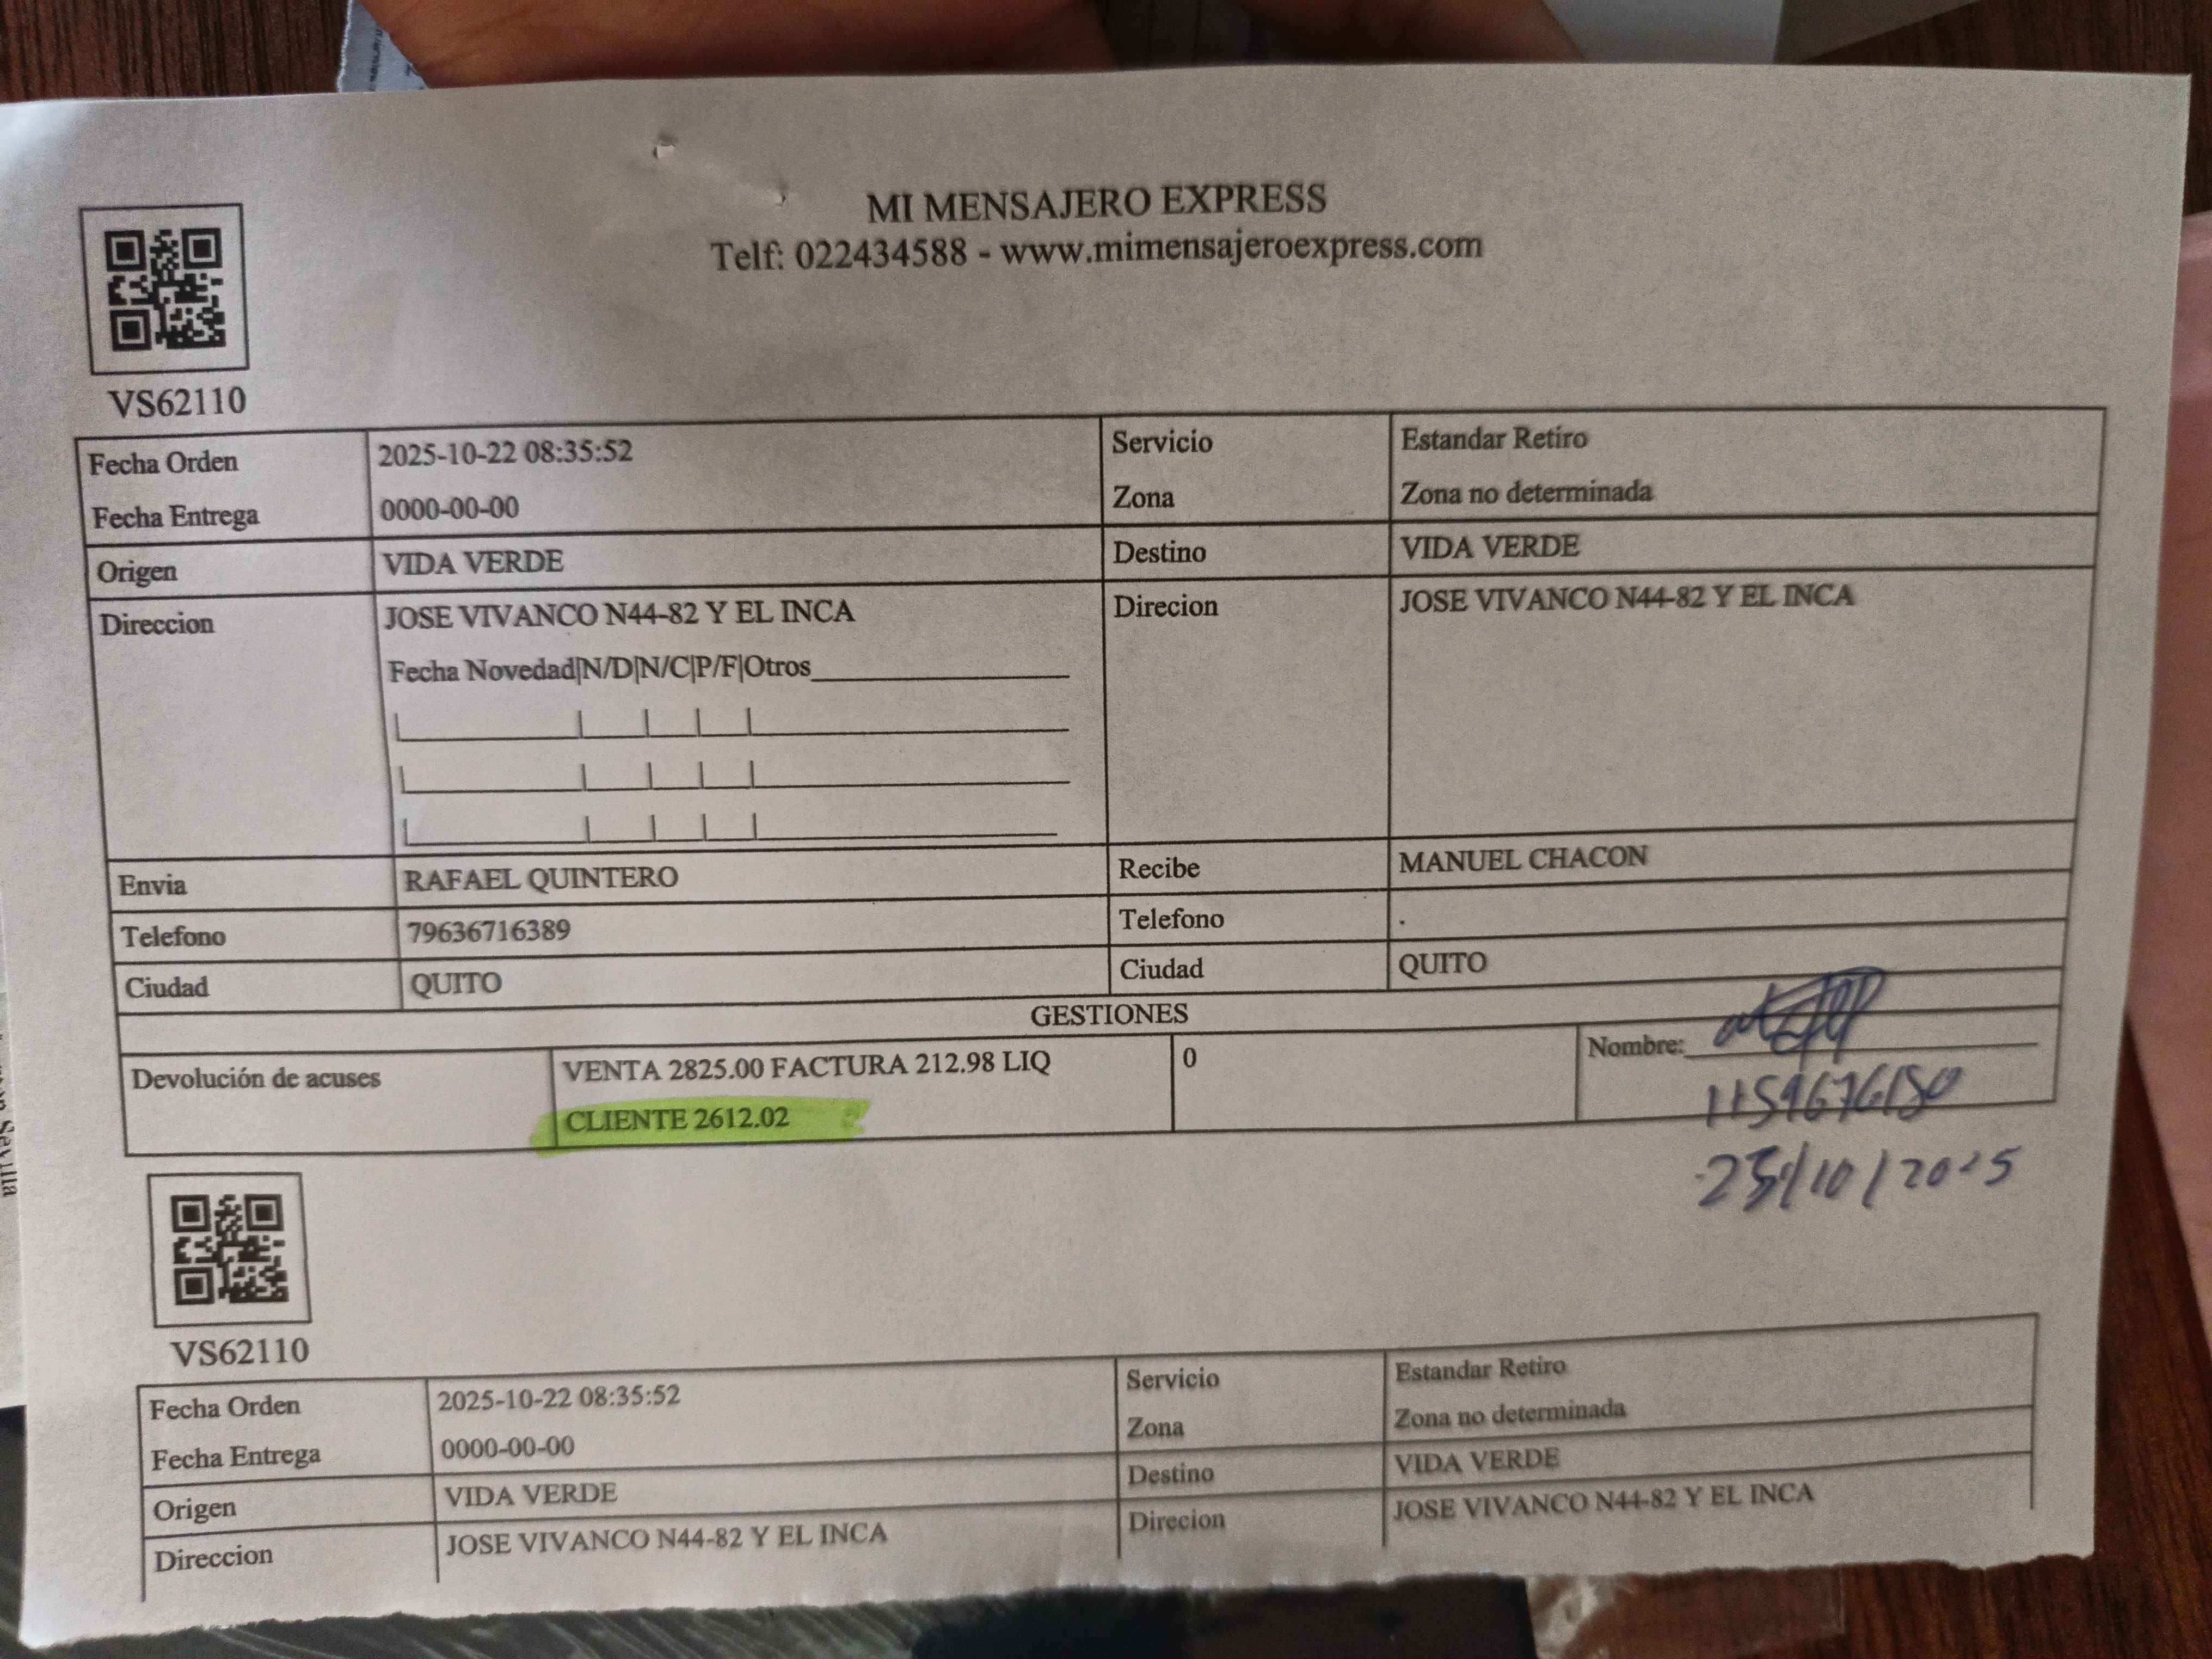 MI MENSAJERO EXPRESS
Telf: 022434588 - www.mimensajeroexpress.com
VS62110
Fecha Orden 2025-10-22 08:35:52 Servicio Estandar Retiro
Fecha Entrega 0000-00-00 Zona Zona no determinada
Origen VIDA VERDE Destino VIDA VERDE
Direccion JOSE VIVANCO N44-82 Y EL INCA Direcion JOSE VIVANCO N44-82 Y EL INCA
Fecha Novedad|N/D|N/C|P/F|Otros
Envia RAFAEL QUINTERO Recibe MANUEL CHACON
Telefono 79636716389 Telefono .
Ciudad QUITO Ciudad QUITO
GESTIONES
Devolución de acuses VENTA 2825.00 FACTURA 212.98 LIQ 0 Nombre:
CLIENTE 2612.02
/10/2025
VS62110
Fecha Orden 2025-10-22 08:35:52 Servicio Estandar Retiro
Fecha Entrega 0000-00-00 Zona Zona no determinada
Origen VIDA VERDE Destino VIDA VERDE
Direccion JOSE VIVANCO N44-82 Y EL INCA Direcion JOSE VIVANCO N44-82 Y EL INCA